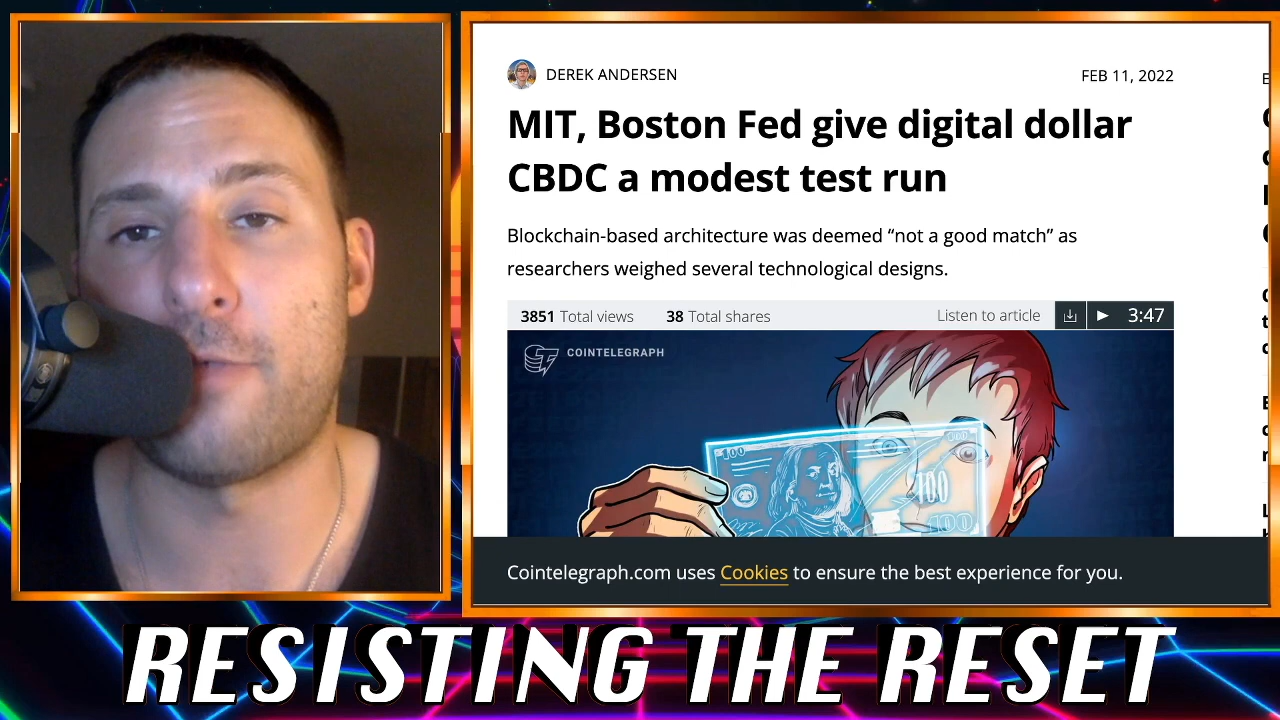 DEREK ANDERSEN
FEB 11, 2022
MIT, Boston Fed give digital dollar
CBDC a modest test run
Blockchain-based architecture was deemed “not a good match” as
researchers weighed several technological designs.
3851 Total views 38 Total shares Listen to article 3:47
COINTELEGRAPH
100
100
100
100
Cointelegraph.com uses Cookies to ensure the best experience for you.
RESISTING THE RESET